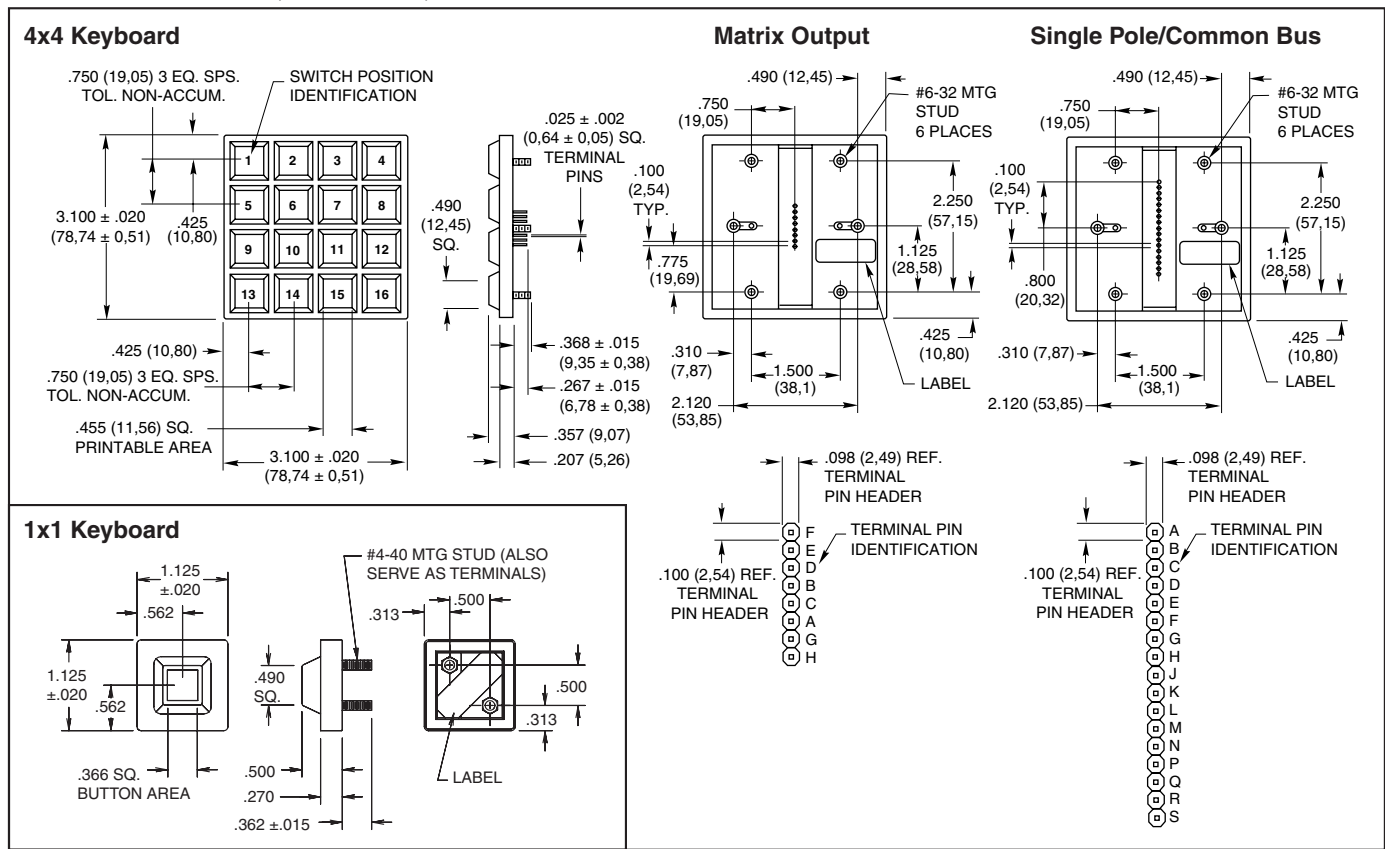 4x4 Keyboard
.750 (19,05) 3 EQ. SPS.
TOL. NON-ACCUM.
SWITCH POSITION
IDENTIFICATION
1
2
3
4
5
6
7
8
9
10
11
12
13
14
15
16
3.100 ± .020
(78,74 ± 0,51)
.425
(10,80)
.425 (10,80)
.750 (19,05) 3 EQ. SPS.
TOL. NON-ACCUM.
.455 (11,56) SQ.
PRINTABLE AREA
3.100 ± .020
(78,74 ± 0,51)
.025 ± .002
(0,64 ± 0,05) SQ.
TERMINAL
PINS
.490
(12,45)
SQ.
.368 ± .015
(9,35 ± 0,38)
.267 ± .015
(6,78 ± 0,38)
.357 (9,07)
.207 (5,26)
Matrix Output
.490 (12,45)
.750
(19,05)
#6-32 MTG
STUD
6 PLACES
.100
(2,54)
TYP.
2.250
(57,15)
1.125
(28,58)
.775
(19,69)
.425
(10,80)
.310
(7,87)
1.500
(38,1)
LABEL
2.120
(53,85)
.098 (2,49) REF.
TERMINAL
PIN HEADER
TERMINAL PIN
IDENTIFICATION
.100 (2,54) REF.
TERMINAL
PIN HEADER
F
E
D
B
C
A
G
H
Single Pole/Common Bus
.490 (12,45)
.750
(19,05)
#6-32 MTG
STUD
6 PLACES
.100
(2,54)
TYP.
2.250
(57,15)
1.125
(28,58)
.800
(20,32)
.425
(10,80)
.310 (7,87)
1.500
(38,1)
LABEL
2.120 (53,85)
.098 (2,49) REF.
TERMINAL
PIN HEADER
TERMINAL PIN
IDENTIFICATION
.100 (2,54) REF.
TERMINAL
PIN HEADER
A
B
C
D
E
F
G
H
J
K
L
M
N
P
Q
R
S
1x1 Keyboard
1.125
±.020
.562
1.125
±.020
.562
.366 SQ.
BUTTON AREA
#4-40 MTG STUD (ALSO
SERVE AS TERMINALS)
.490
SQ.
.500
.270
.362 ±.015
.313
.500
.500
.313
LABEL